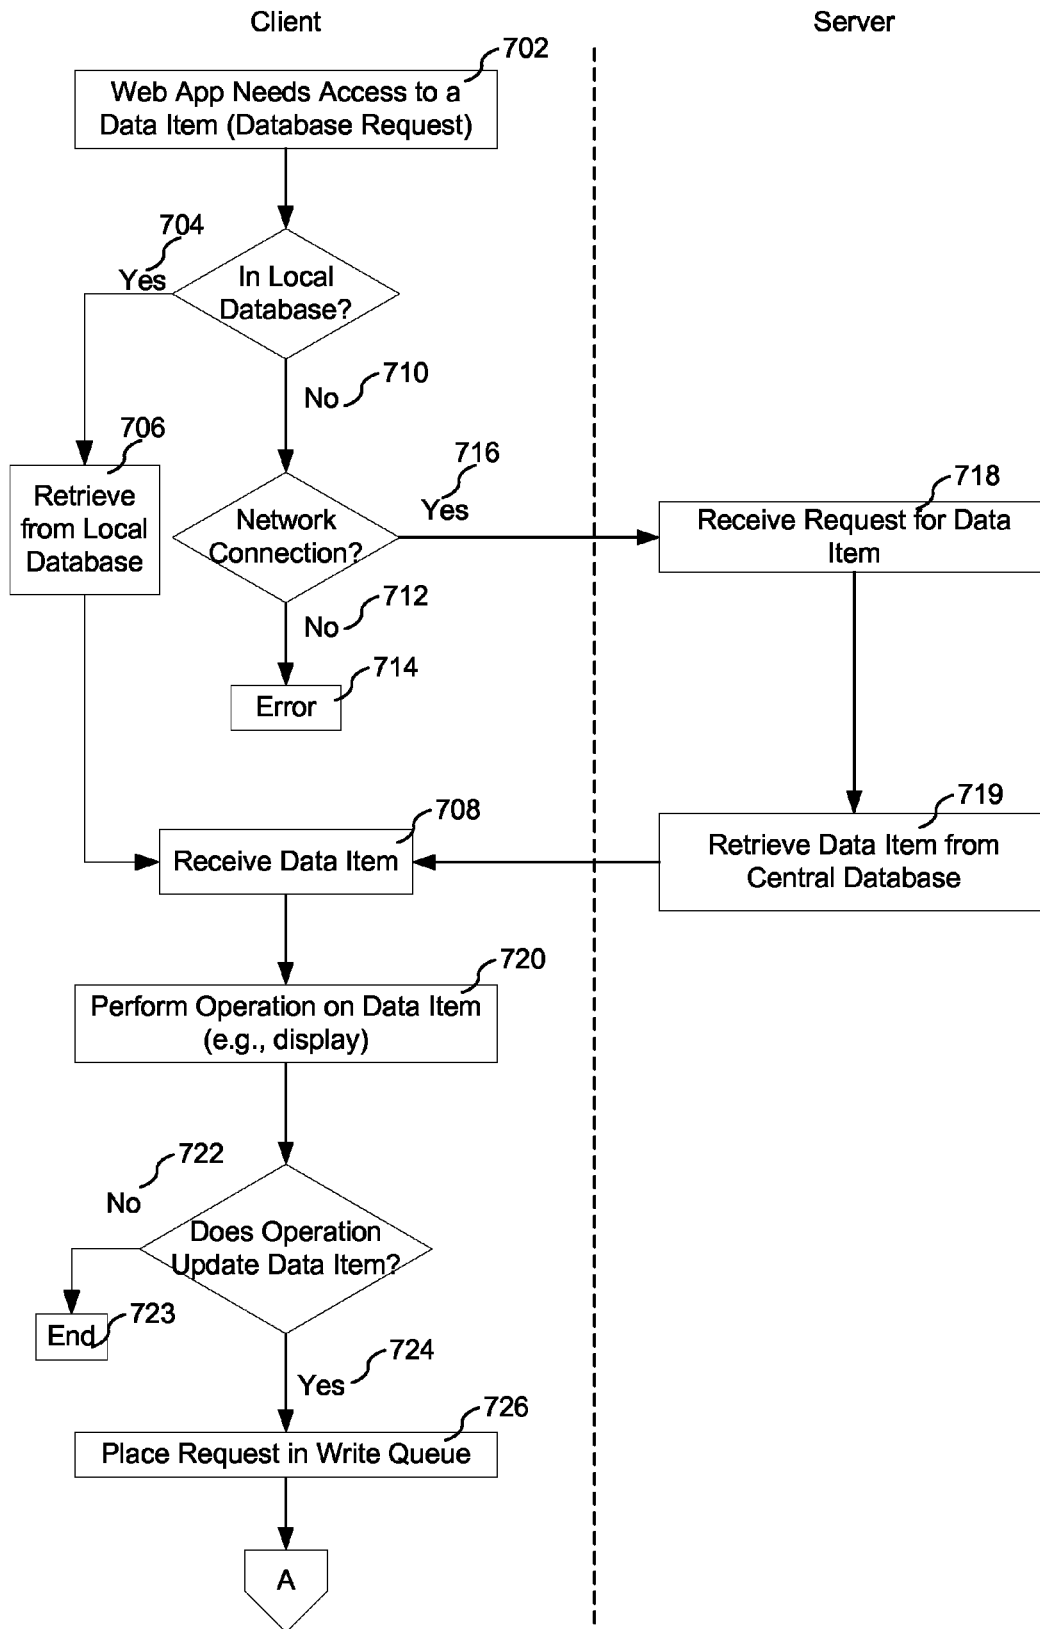 Client
Server
702
Web App Needs Access to a
Data Item (Database Request)
704
Yes
In Local
Database?
710
No
706
Retrieve
from Local
Database
716
Yes
Network
Connection?
718
Receive Request for Data
Item
712
No
714
Error
708
Receive Data Item
719
Retrieve Data Item from
Central Database
720
Perform Operation on Data Item
(e.g., display)
722
No
Does Operation
Update Data Item?
723
End
724
Yes
726
Place Request in Write Queue
A